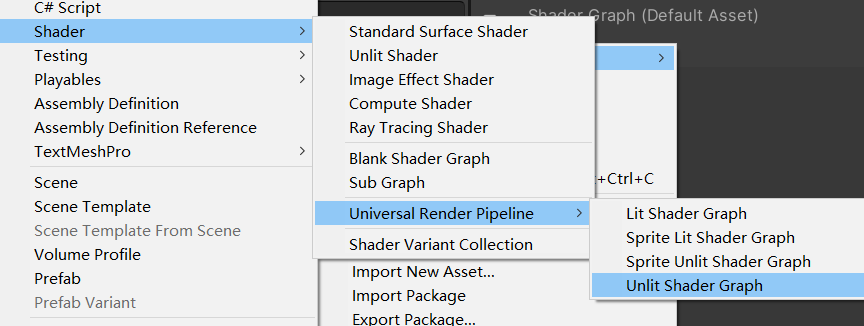 C# Script
Shader
Testing
Playables
Assembly Definition
Assembly Definition Reference
TextMeshPro
Scene
Scene Template
Scene Template From Scene
Volume Profile
Prefab
Prefab Variant
Standard Surface Shader
Unlit Shader
Image Effect Shader
Compute Shader
Ray Tracing Shader
Blank Shader Graph
Sub Graph
Universal Render Pipeline
Shader Variant Collection
Import New Asset...
Import Package
Export Package...
Shader Graph (Default Asset)
+Ctrl+C
Lit Shader Graph
Sprite Lit Shader Graph
Sprite Unlit Shader Graph
Unlit Shader Graph